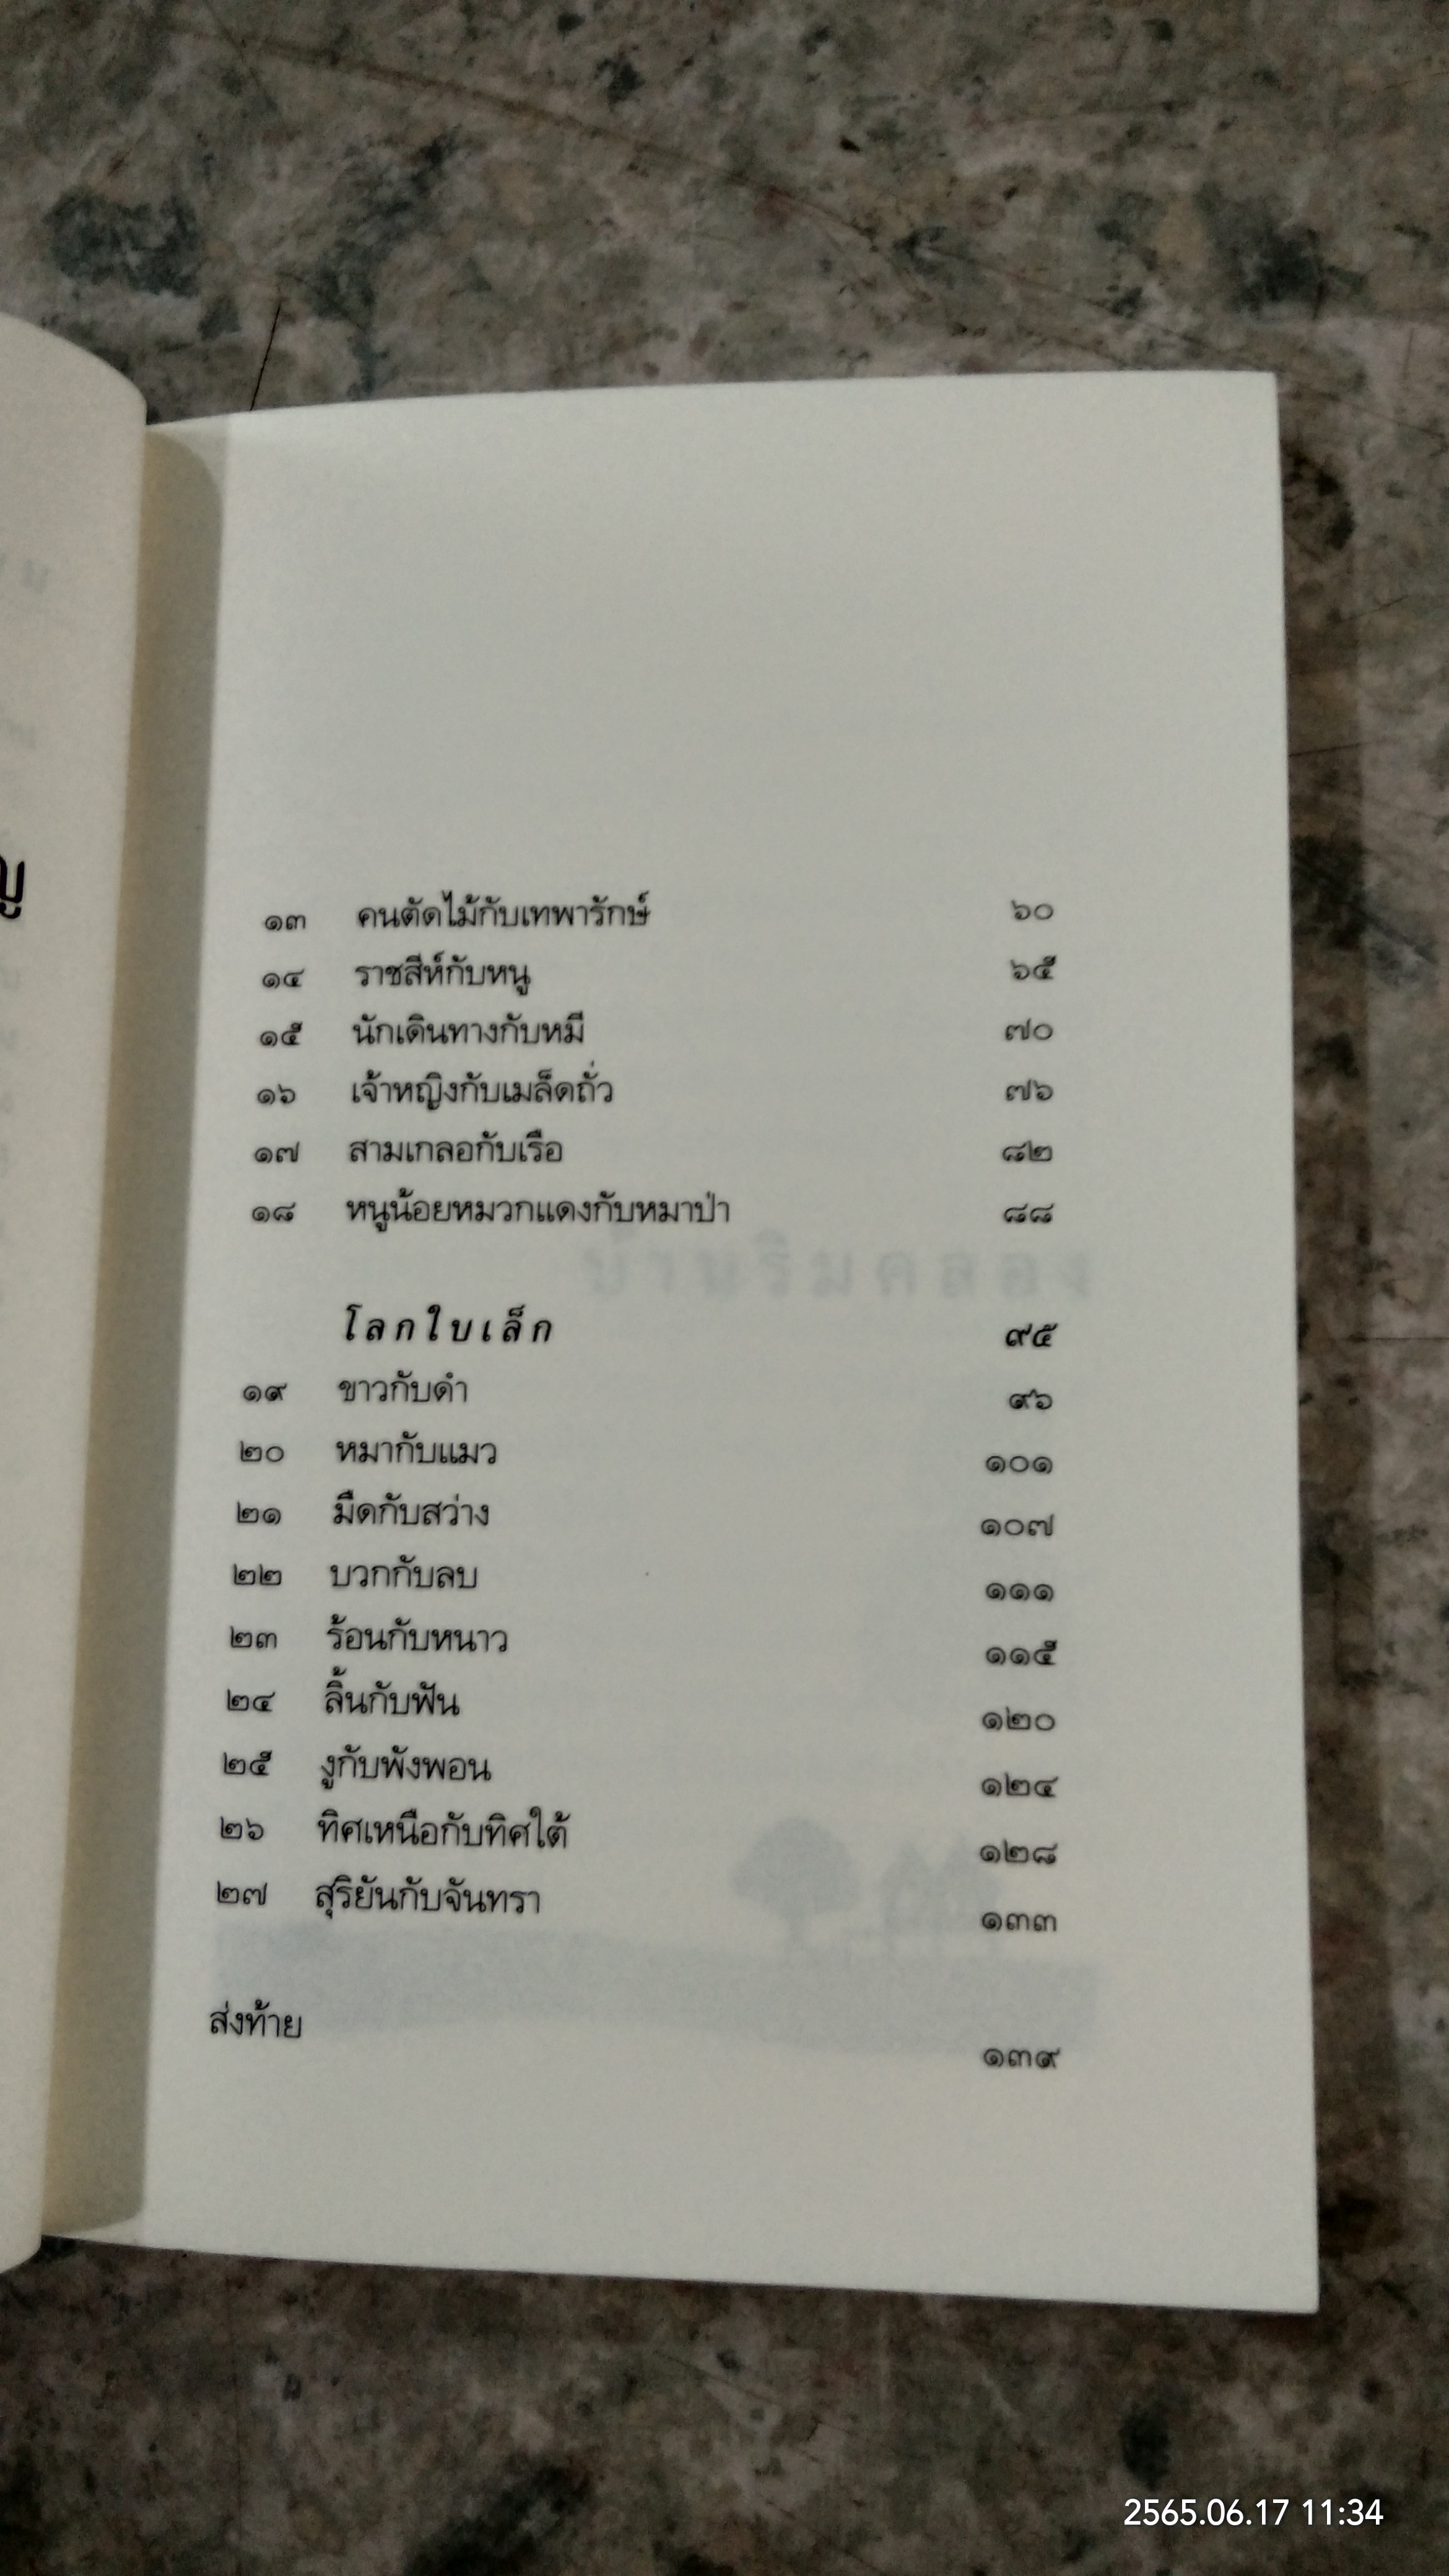 ๑๓ คนตัดไม้กับเทพารักษ์ ๖๐
๑๔ ราชสีห์กับหนู ๖๕
๑๕ นักเดินทางกับหมี ๗๐
๑๖ เจ้าหญิงกับเมล็ดถั่ว ๗๖
๑๗ สามเกลอกับเรือ ๘๒
๑๘ หนูน้อยหมวกแดงกับหมาป่า ๘๘
บ้านริมคลอง
โลกใบเล็ก ๙๕
๑๙ ขาวกับดำ ๙๖
๒๐ หมากับแมว ๑๐๑
๒๑ มืดกับสว่าง ๑๐๗
๒๒ บวกกับลบ ๑๑๑
๒๓ ร้อนกับหนาว ๑๑๕
๒๔ ลิ้นกับฟัน ๑๒๐
๒๕ งูกับพังพอน ๑๒๔
๒๖ ทิศเหนือกับทิศใต้ ๑๒๘
๒๗ สุริยันกับจันทรา ๑๓๓
ส่งท้าย ๑๓๙
2565.06.17 11:34